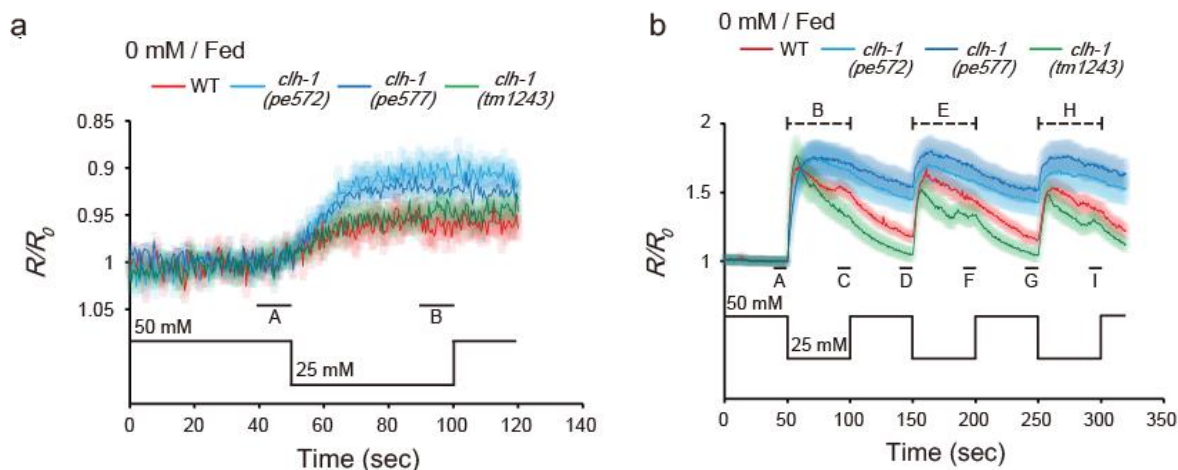 a
0 mM / Fed
WT
clh-1
(pe572)
clh-1
(pe577)
clh-1
(tm1243)
0.85
0.9
0.95
1
1.05
R/R0
A
B
50 mM
25 mM
0 20 40 60 80 100 120 140
Time (sec)
b
0 mM / Fed
WT
clh-1
(pe572)
clh-1
(pe577)
clh-1
(tm1243)
B E H
2
1.5
1
R/R0
A C D F G I
50 mM
25 mM
0 50 100 150 200 250 300 350
Time (sec)